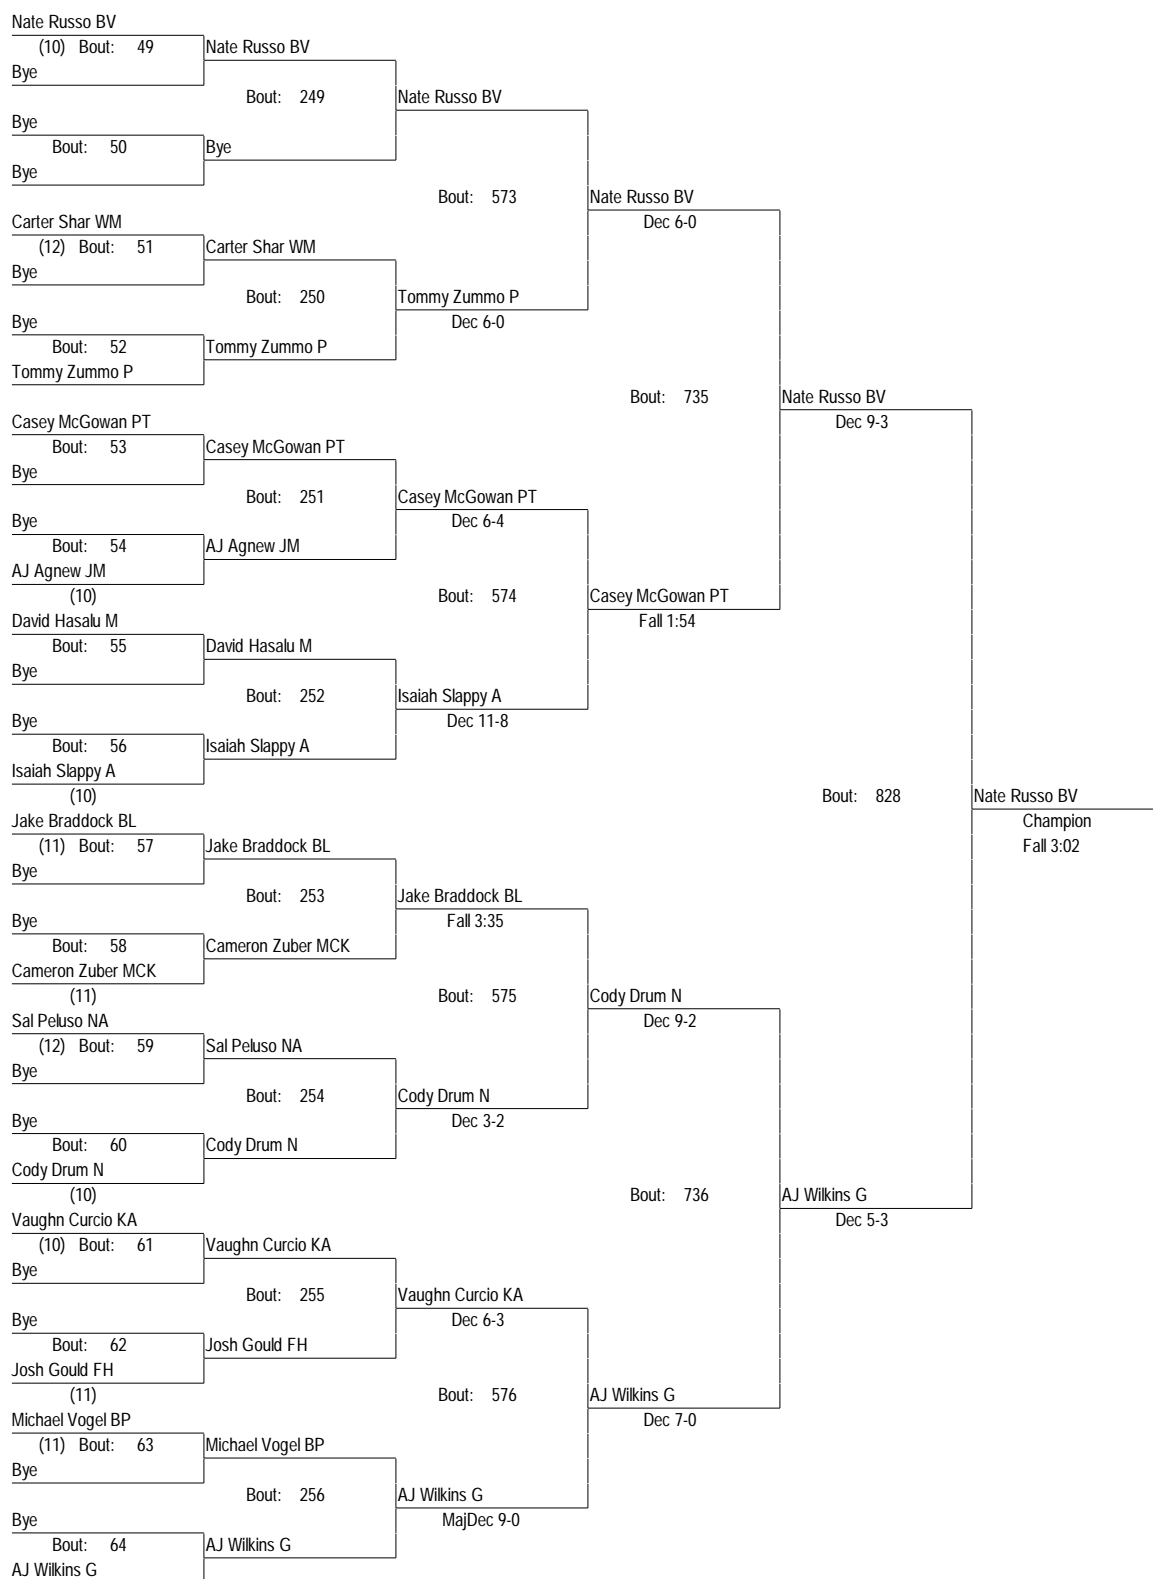 Nate Russo BV
(10) Bout: 49 Nate Russo BV
Bye
Bout: 249 Nate Russo BV
Bye
Bout: 50 Bye
Bye
Bout: 573 Nate Russo BV
Carter Shar WM Dec 6-0
(12) Bout: 51 Carter Shar WM
Bye
Bout: 250 Tommy Zummo P
Bye Dec 6-0
Bout: 52 Tommy Zummo P
Tommy Zummo P
Bout: 735 Nate Russo BV
Casey McGowan PT Dec 9-3
Bout: 53 Casey McGowan PT
Bye
Bout: 251 Casey McGowan PT
Bye Dec 6-4
Bout: 54 AJ Agnew JM
AJ Agnew JM
(10) Bout: 574 Casey McGowan PT
David Hasalu M Fall 1:54
Bout: 55 David Hasalu M
Bye
Bout: 252 Isaiah Slappy A
Bye Dec 11-8
Bout: 56 Isaiah Slappy A
Isaiah Slappy A
(10) Bout: 828 Nate Russo BV
Jake Braddock BL Champion
(11) Bout: 57 Jake Braddock BL Fall 3:02
Bye
Bout: 253 Jake Braddock BL
Bye Fall 3:35
Bout: 58 Cameron Zuber MCK
Cameron Zuber MCK
(11) Bout: 575 Cody Drum N
Sal Peluso NA Dec 9-2
(12) Bout: 59 Sal Peluso NA
Bye
Bout: 254 Cody Drum N
Bye Dec 3-2
Bout: 60 Cody Drum N
Cody Drum N
(10) Bout: 736 AJ Wilkins G
Vaughn Curcio KA Dec 5-3
(10) Bout: 61 Vaughn Curcio KA
Bye
Bout: 255 Vaughn Curcio KA
Bye Dec 6-3
Bout: 62 Josh Gould FH
Josh Gould FH
(11) Bout: 576 AJ Wilkins G
Michael Vogel BP Dec 7-0
(11) Bout: 63 Michael Vogel BP
Bye
Bout: 256 AJ Wilkins G
Bye MajDec 9-0
Bout: 64 AJ Wilkins G
AJ Wilkins G